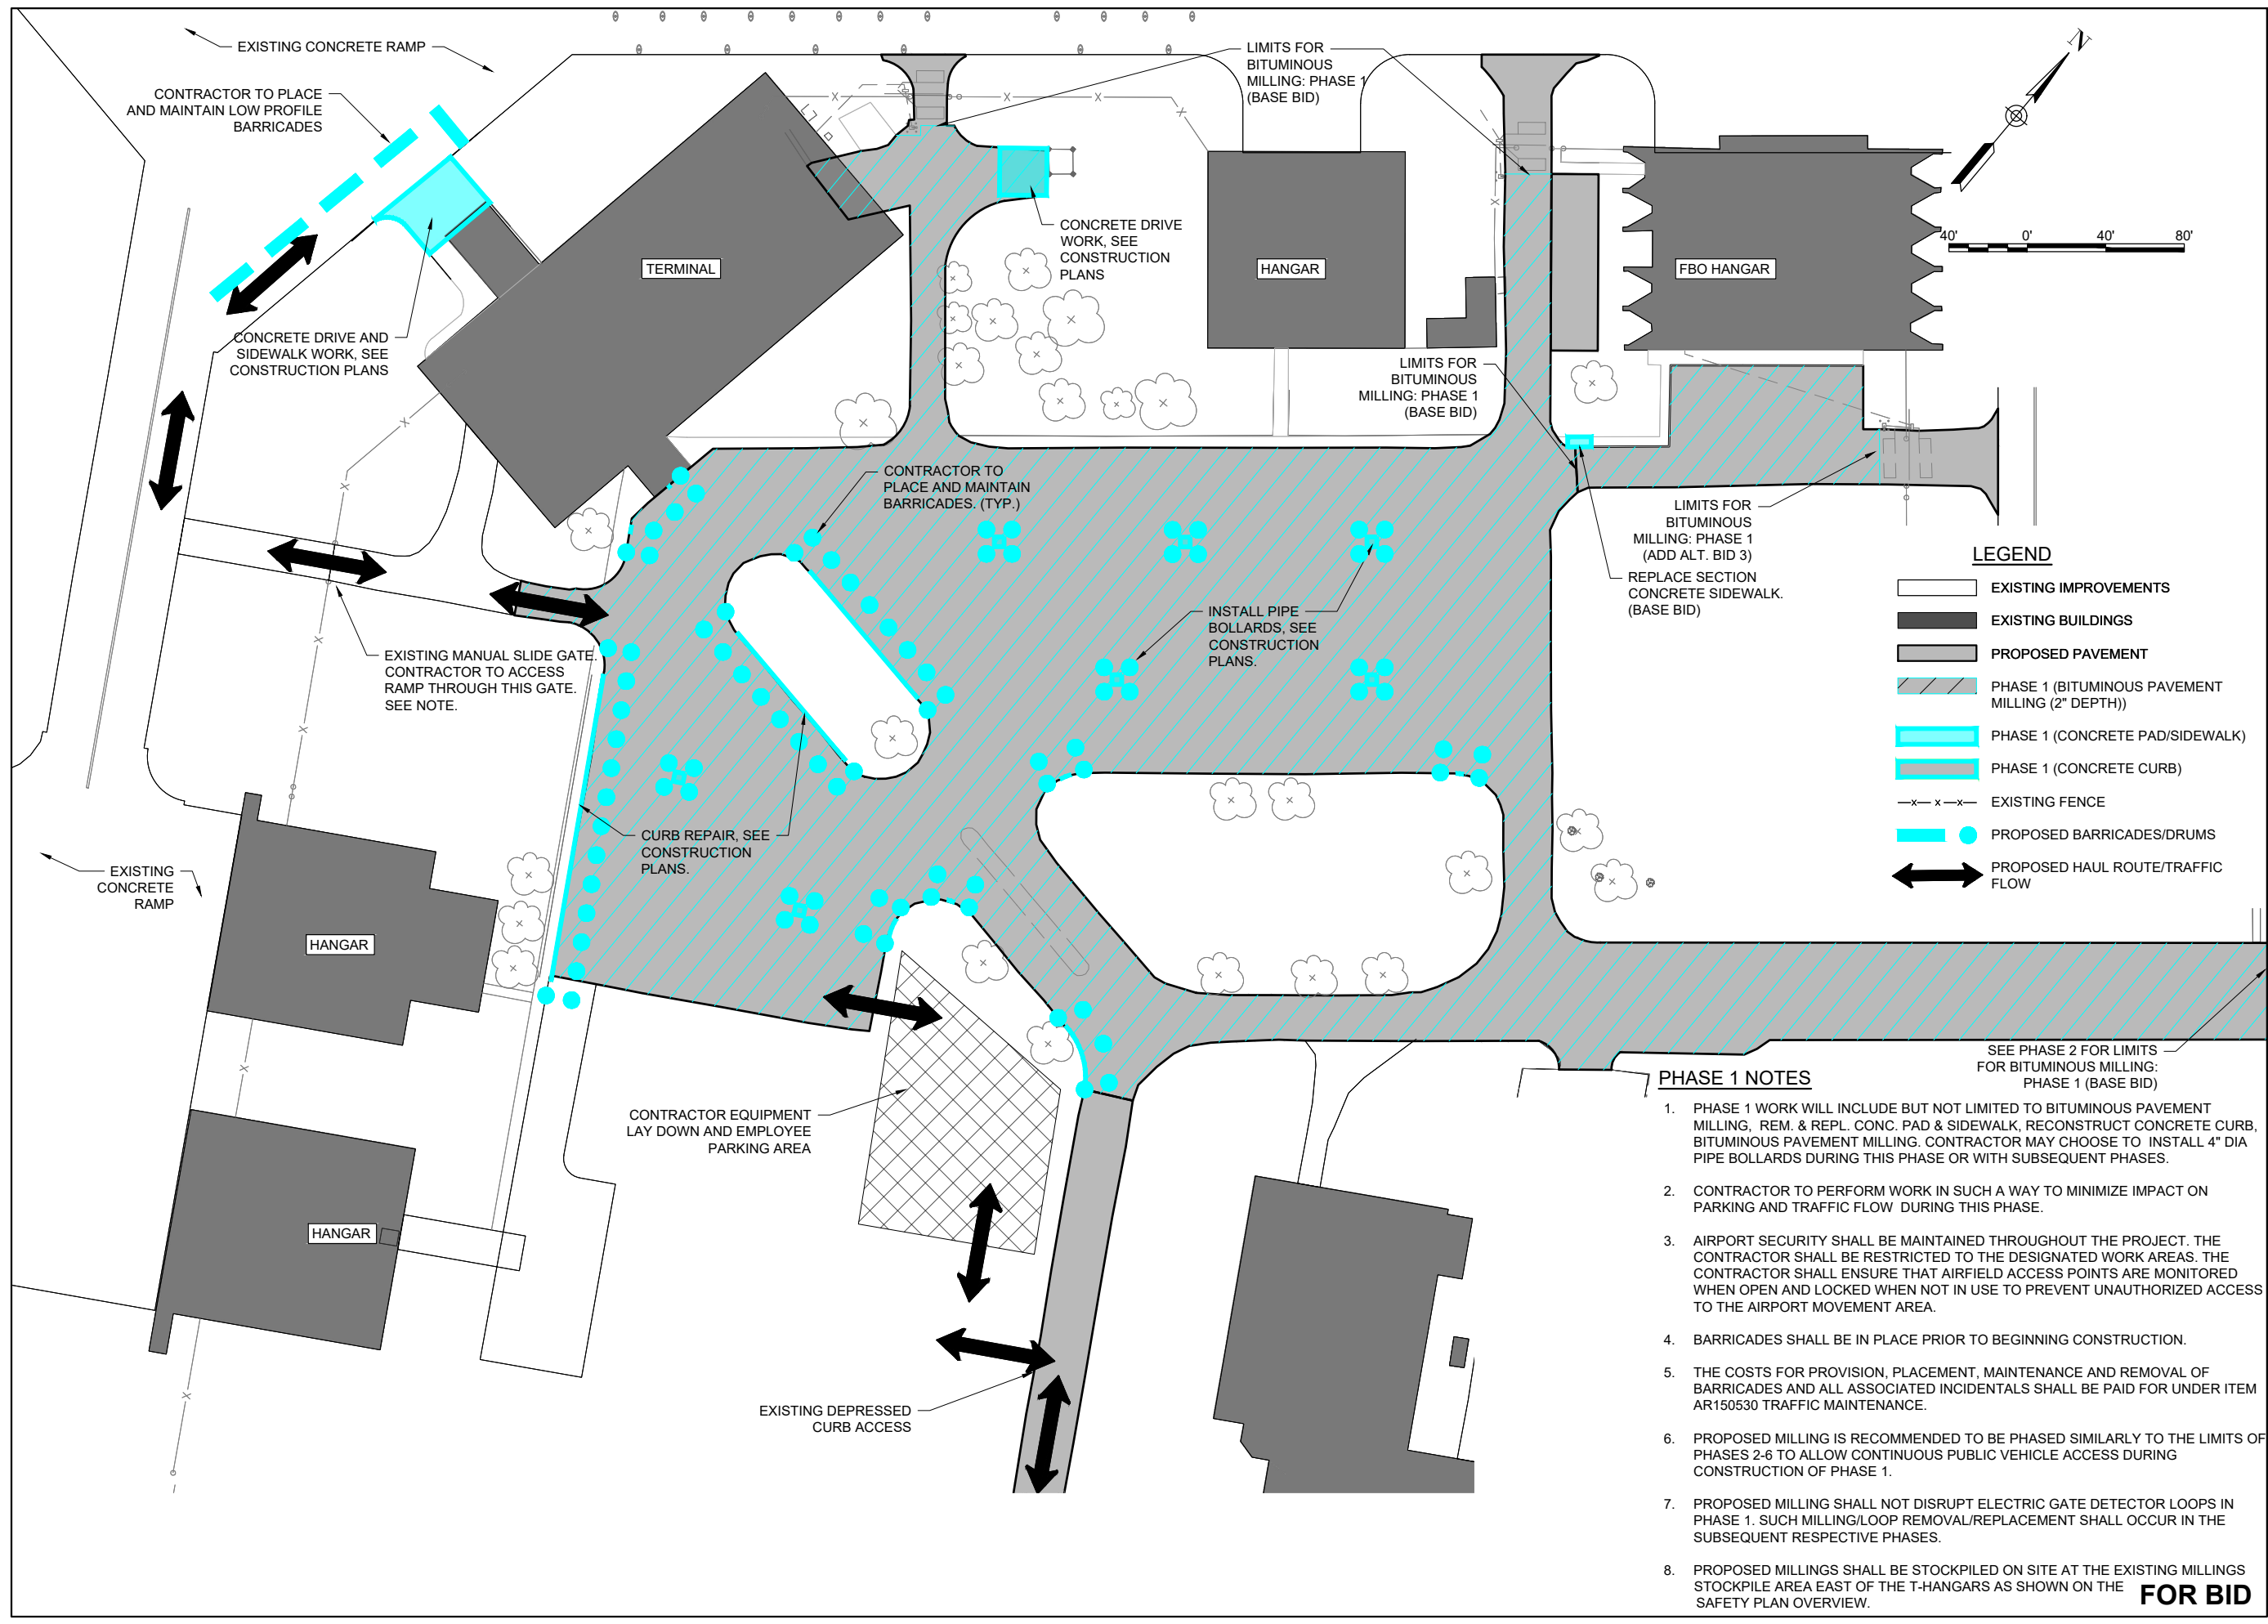 EXISTING CONCRETE RAMP
CONTRACTOR TO PLACE
AND MAINTAIN LOW PROFILE
BARRICADES
LIMITS FOR
BITUMINOUS
MILLING: PHASE 1
(BASE BID)
N
CONCRETE DRIVE
WORK, SEE
CONSTRUCTION
PLANS
40'
0'
40'
80'
TERMINAL
HANGAR
FBO HANGAR
CONCRETE DRIVE AND
SIDEWALK WORK, SEE
CONSTRUCTION PLANS
LIMITS FOR
BITUMINOUS
MILLING: PHASE 1
(BASE BID)
CONTRACTOR TO
PLACE AND MAINTAIN
BARRICADES. (TYP.)
LIMITS FOR
BITUMINOUS
MILLING: PHASE 1
(ADD ALT. BID 3)
REPLACE SECTION
CONCRETE SIDEWALK.
(BASE BID)
INSTALL PIPE
BOLLARDS, SEE
CONSTRUCTION
PLANS.
EXISTING MANUAL SLIDE GATE.
CONTRACTOR TO ACCESS
RAMP THROUGH THIS GATE.
SEE NOTE.
CURB REPAIR, SEE
CONSTRUCTION
PLANS.
EXISTING
CONCRETE
RAMP
HANGAR
HANGAR
CONTRACTOR EQUIPMENT
LAY DOWN AND EMPLOYEE
PARKING AREA
EXISTING DEPRESSED
CURB ACCESS
SEE PHASE 2 FOR LIMITS
FOR BITUMINOUS MILLING:
PHASE 1 (BASE BID)
LEGEND
EXISTING IMPROVEMENTS
EXISTING BUILDINGS
PROPOSED PAVEMENT
PHASE 1 (BITUMINOUS PAVEMENT
MILLING (2" DEPTH))
PHASE 1 (CONCRETE PAD/SIDEWALK)
PHASE 1 (CONCRETE CURB)
x x x EXISTING FENCE
PROPOSED BARRICADES/DRUMS
PROPOSED HAUL ROUTE/TRAFFIC
FLOW
PHASE 1 NOTES
1. PHASE 1 WORK WILL INCLUDE BUT NOT LIMITED TO BITUMINOUS PAVEMENT
MILLING, REM. & REPL. CONC. PAD & SIDEWALK, RECONSTRUCT CONCRETE CURB,
BITUMINOUS PAVEMENT MILLING. CONTRACTOR MAY CHOOSE TO INSTALL 4" DIA
PIPE BOLLARDS DURING THIS PHASE OR WITH SUBSEQUENT PHASES.
2. CONTRACTOR TO PERFORM WORK IN SUCH A WAY TO MINIMIZE IMPACT ON
PARKING AND TRAFFIC FLOW DURING THIS PHASE.
3. AIRPORT SECURITY SHALL BE MAINTAINED THROUGHOUT THE PROJECT. THE
CONTRACTOR SHALL BE RESTRICTED TO THE DESIGNATED WORK AREAS. THE
CONTRACTOR SHALL ENSURE THAT AIRFIELD ACCESS POINTS ARE MONITORED
WHEN OPEN AND LOCKED WHEN NOT IN USE TO PREVENT UNAUTHORIZED ACCESS
TO THE AIRPORT MOVEMENT AREA.
4. BARRICADES SHALL BE IN PLACE PRIOR TO BEGINNING CONSTRUCTION.
5. THE COSTS FOR PROVISION, PLACEMENT, MAINTENANCE AND REMOVAL OF
BARRICADES AND ALL ASSOCIATED INCIDENTALS SHALL BE PAID FOR UNDER ITEM
AR150530 TRAFFIC MAINTENANCE.
6. PROPOSED MILLING IS RECOMMENDED TO BE PHASED SIMILARLY TO THE LIMITS OF
PHASES 2-6 TO ALLOW CONTINUOUS PUBLIC VEHICLE ACCESS DURING
CONSTRUCTION OF PHASE 1.
7. PROPOSED MILLING SHALL NOT DISRUPT ELECTRIC GATE DETECTOR LOOPS IN
PHASE 1. SUCH MILLING/LOOP REMOVAL/REPLACEMENT SHALL OCCUR IN THE
SUBSEQUENT RESPECTIVE PHASES.
8. PROPOSED MILLINGS SHALL BE STOCKPILED ON SITE AT THE EXISTING MILLINGS
STOCKPILE AREA EAST OF THE T-HANGARS AS SHOWN ON THE
SAFETY PLAN OVERVIEW.
FOR BID